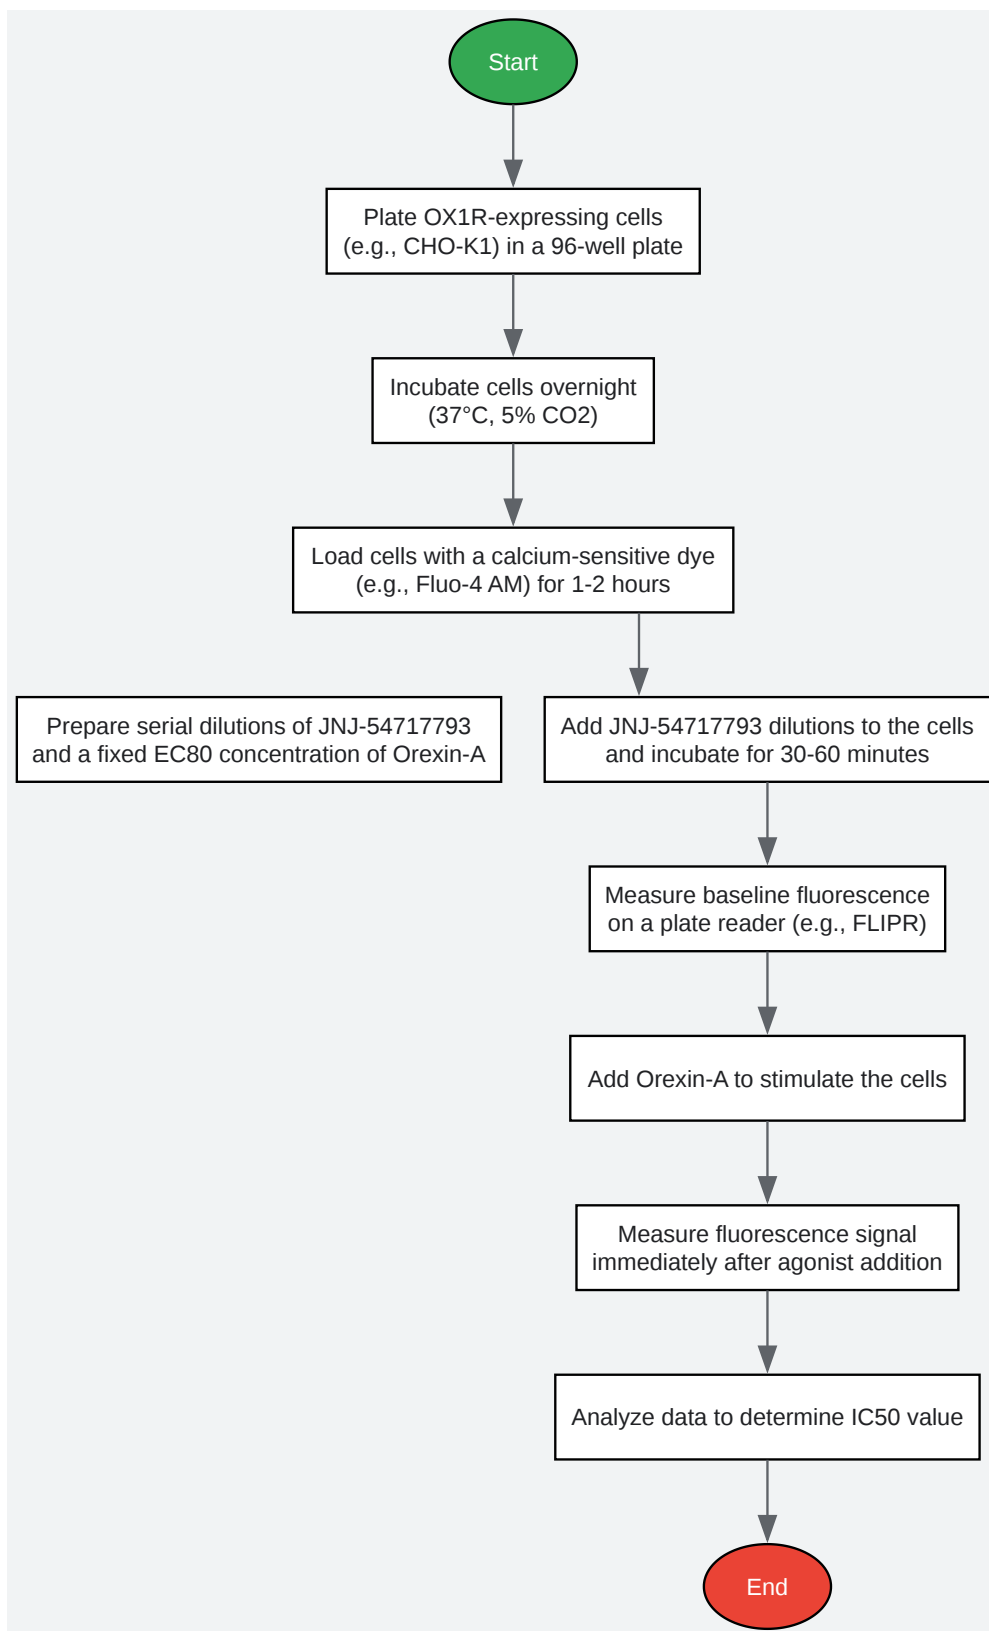 Start
Plate OX1R-expressing cells
(e.g., CHO-K1) in a 96-well plate
Incubate cells overnight
(37°C, 5% CO2)
Load cells with a calcium-sensitive dye
(e.g., Fluo-4 AM) for 1-2 hours
Prepare serial dilutions of JNJ-54717793
and a fixed EC80 concentration of Orexin-A
Add JNJ-54717793 dilutions to the cells
and incubate for 30-60 minutes
Measure baseline fluorescence
on a plate reader (e.g., FLIPR)
Add Orexin-A to stimulate the cells
Measure fluorescence signal
immediately after agonist addition
Analyze data to determine IC50 value
End